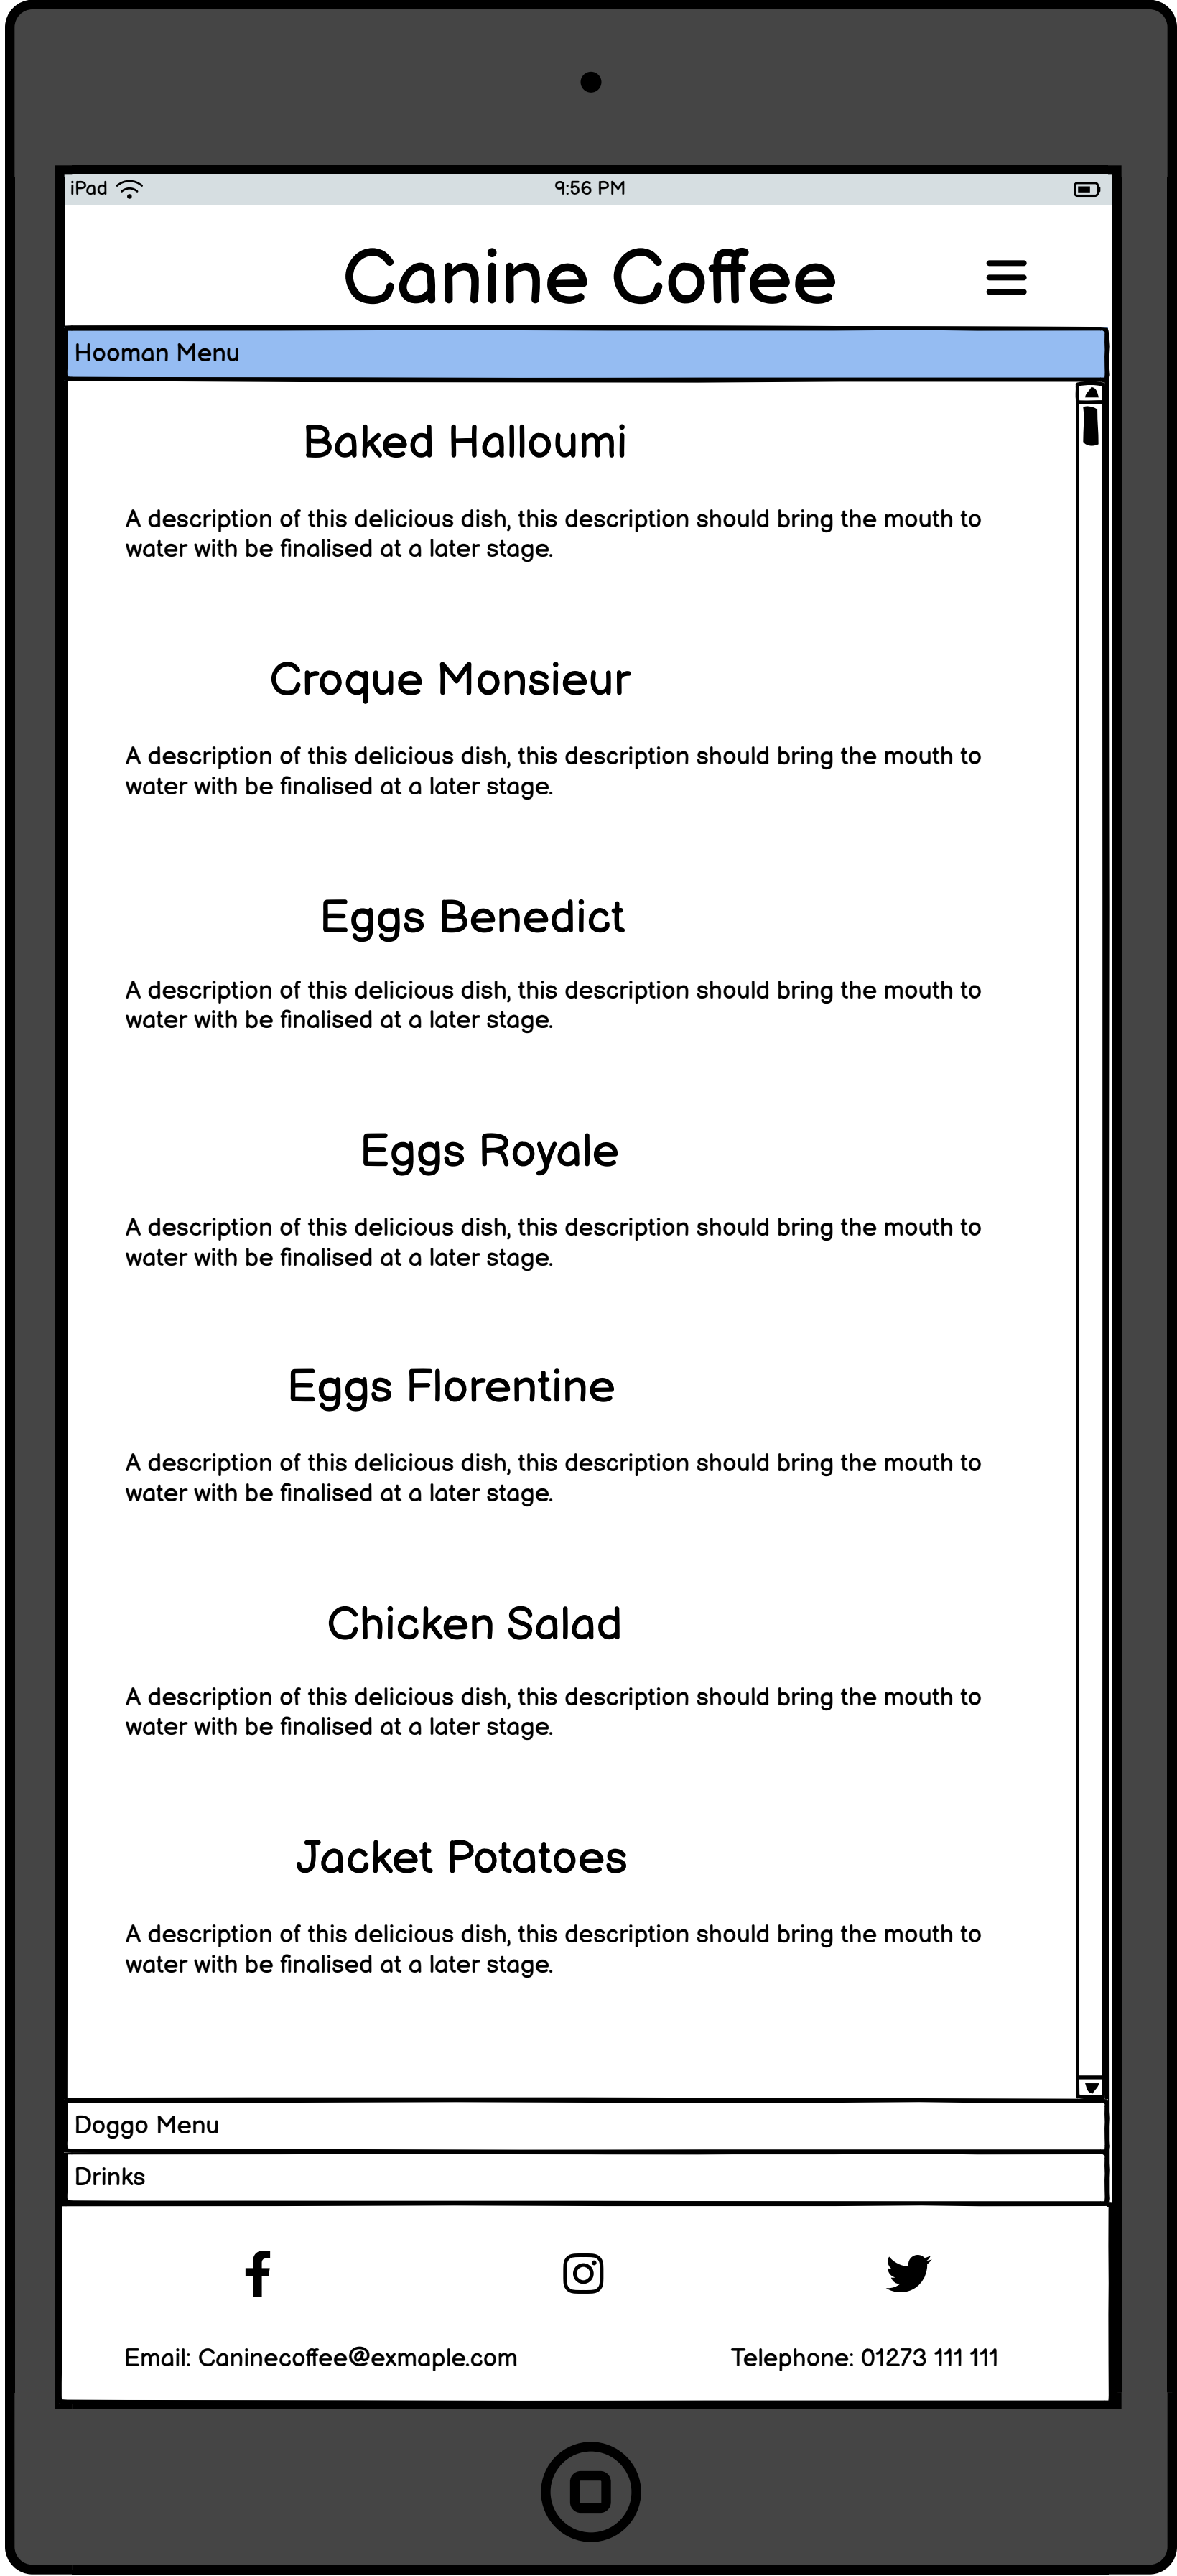 iPad
9:56 PM
Canine Coffee
Hooman Menu
Baked Halloumi
A description of this delicious dish, this description should bring the mouth to
water with be finalised at a later stage.
Croque Monsieur
A description of this delicious dish, this description should bring the mouth to
water with be finalised at a later stage.
Eggs Benedict
A description of this delicious dish, this description should bring the mouth to
water with be finalised at a later stage.
Eggs Royale
A description of this delicious dish, this description should bring the mouth to
water with be finalised at a later stage.
Eggs Florentine
A description of this delicious dish, this description should bring the mouth to
water with be finalised at a later stage.
Chicken Salad
A description of this delicious dish, this description should bring the mouth to
water with be finalised at a later stage.
Jacket Potatoes
A description of this delicious dish, this description should bring the mouth to
water with be finalised at a later stage.
Doggo Menu
Drinks
Email: Caninecoffee@exmaple.com
Telephone: 01273 111 111